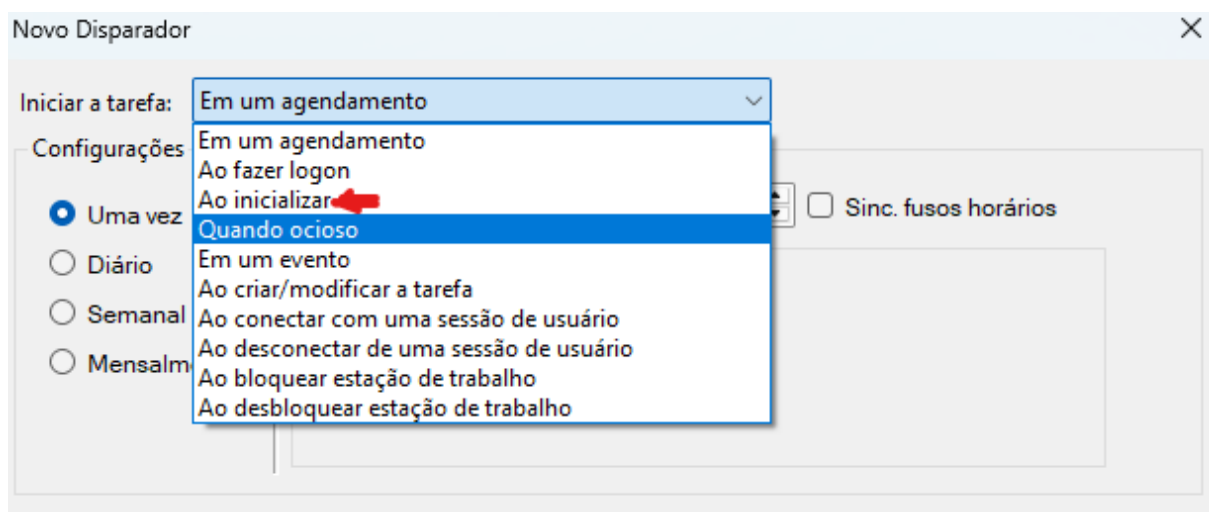 Novo Disparador
Iniciar a tarefa: Em um agendamento
Configurações
Em um agendamento
Ao fazer logon
Ao inicializar
Quando ocioso
Em um evento
Ao criar/modificar a tarefa
Ao conectar com uma sessão de usuário
Ao desconectar de uma sessão de usuário
Ao bloquear estação de trabalho
Ao desbloquear estação de trabalho
Uma vez
Diário
Semanal
Mensalm
Sinc. fusos horários